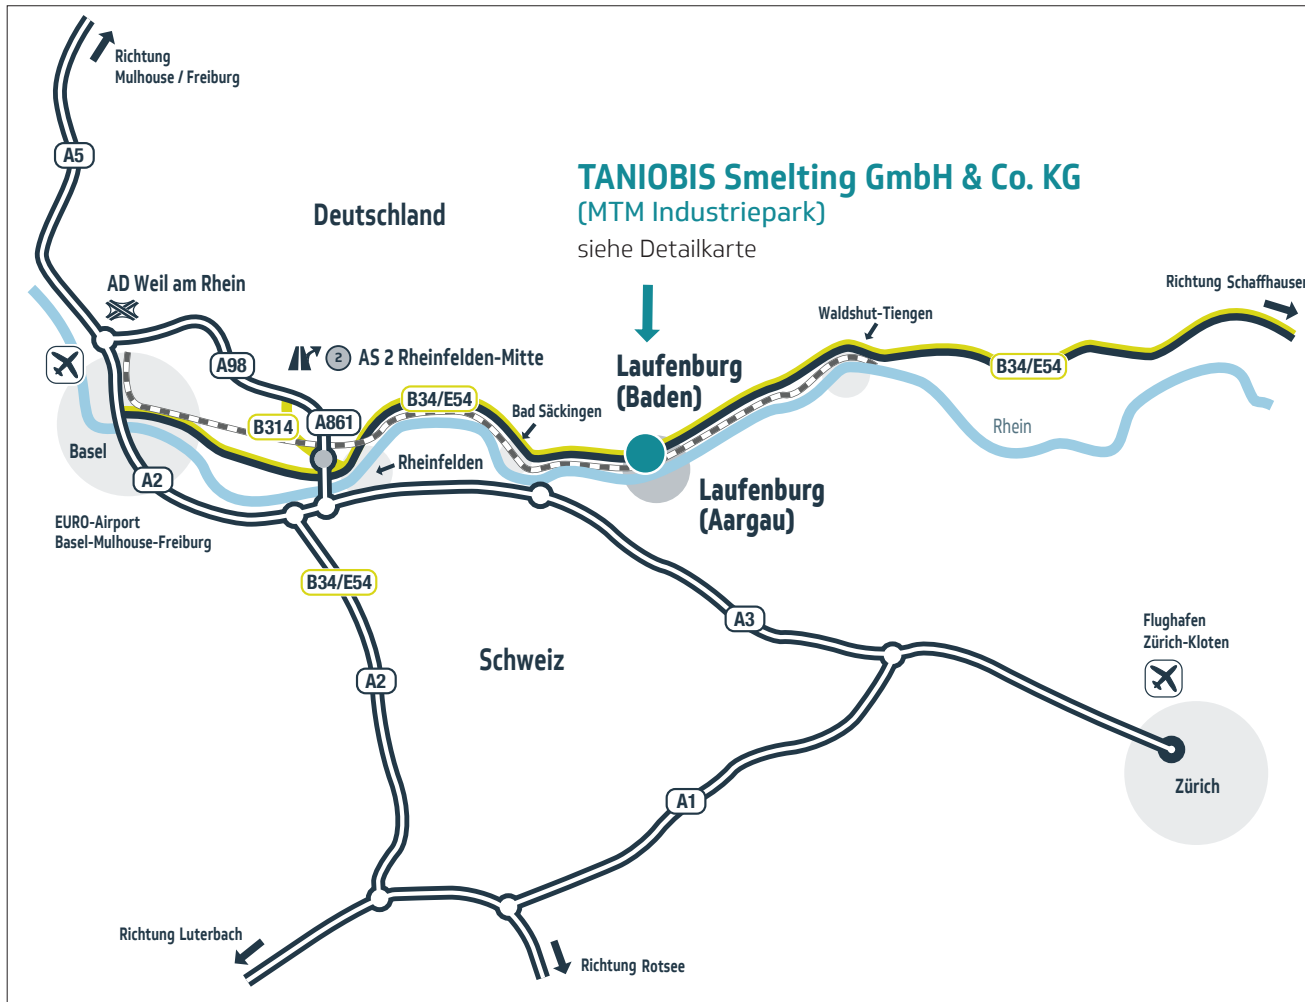 Richtung
Mulhouse / Freiburg
A5
TANIOBIS Smelting GmbH & Co. KG
(MTM Industriepark)
siehe Detailkarte
Deutschland
AD Weil am Rhein
Richtung Schaffhausen
Waldshut-Tiengen
A98
2
AS 2 Rheinfelden-Mitte
Laufenburg
(Baden)
B34/E54
B34/E54
Bad Säckingen
B314
A861
Rhein
Basel
Rheinfelden
A2
Laufenburg
(Aargau)
EURO-Airport
Basel-Mulhouse-Freiburg
B34/E54
A3
Flughafen
Zürich-Kloten
Schweiz
A2
Zürich
A1
Richtung Luterbach
Richtung Rotsee